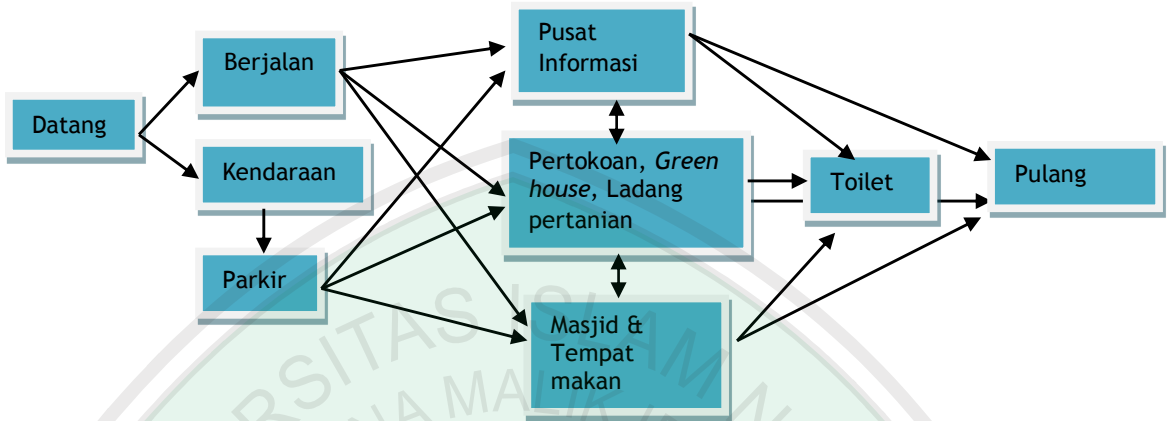 Datang
Berjalan
Kendaraan
Parkir
Pusat
Informasi
Pertokoan, Green
house, Ladang
pertanian
Masjid &
Tempat
makan
Toilet
Pulang